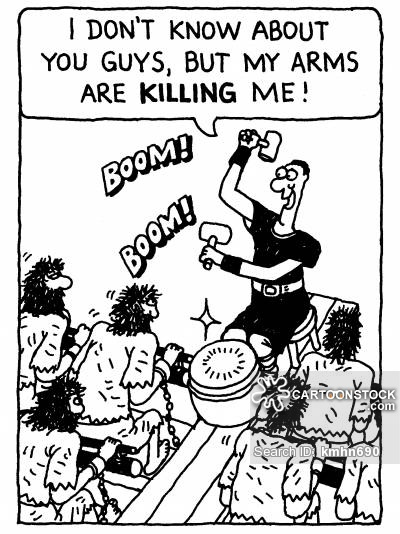 I DON'T KNOW ABOUT
YOU GUYS, BUT MY ARMS
ARE KILLING ME!
BOOM!
BOOM!
CARTOONSTOCK
.com
Search ID: kmhn690